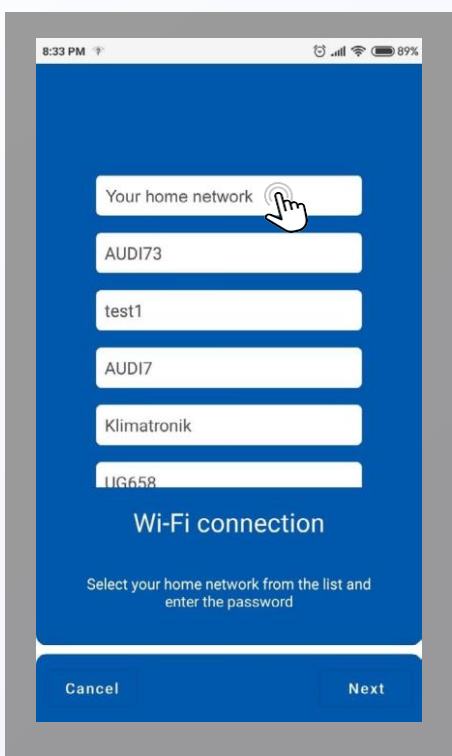 8:33 PM 89%
Your home network
AUDI73
test1
AUDI7
Klimatronik
UG658
Wi-Fi connection
Select your home network from the list and
enter the password
Cancel Next